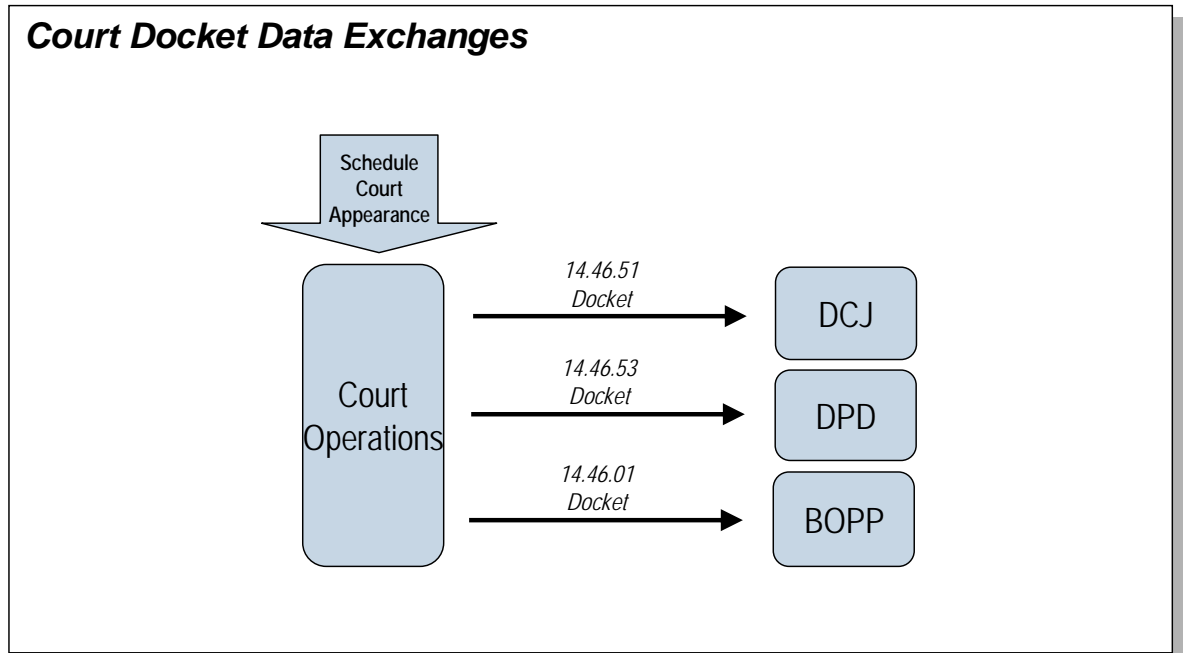 Court Docket Data Exchanges
Schedule
Court
Appearance
14.46.51
Docket
DCJ
Court
Operations
14.46.53
Docket
DPD
14.46.01
Docket
BOPP